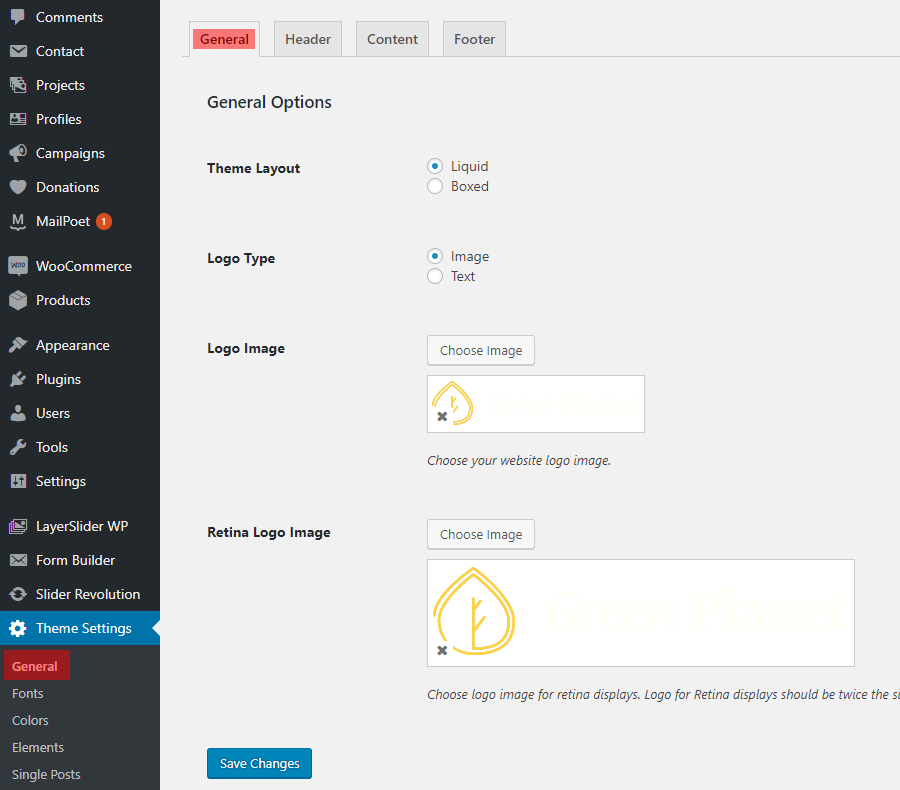 Comments
Contact
Projects
Profiles
Campaigns
Donations
MailPoet 1
Woo WooCommerce
Products
Appearance
Plugins
Users
Tools
Settings
LayerSlider WP
Form Builder
Slider Revolution
Theme Settings
General
Fonts
Colors
Elements
Single Posts
General Header Content Footer
General Options
Theme Layout
Liquid
Boxed
Logo Type
Image
Text
Logo Image
Choose Image
Choose your website logo image.
Retina Logo Image
Choose Image
Green Planet
Choose logo image for retina displays. Logo for Retina displays should be twice the si
Save Changes